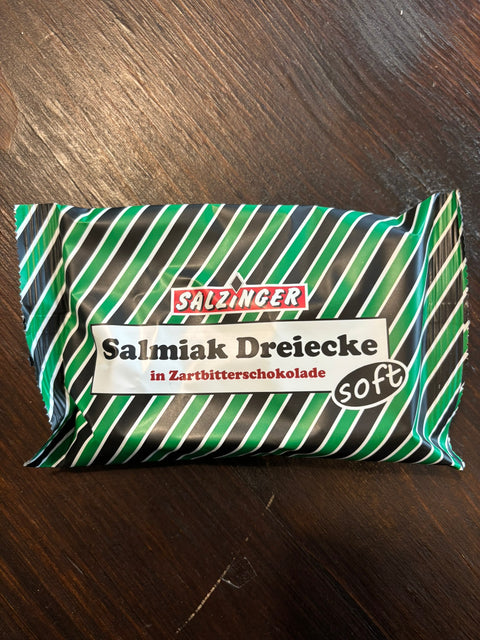 SALZINGER
Salmiak Dreiecke
in Zartbitterschokolade
soft